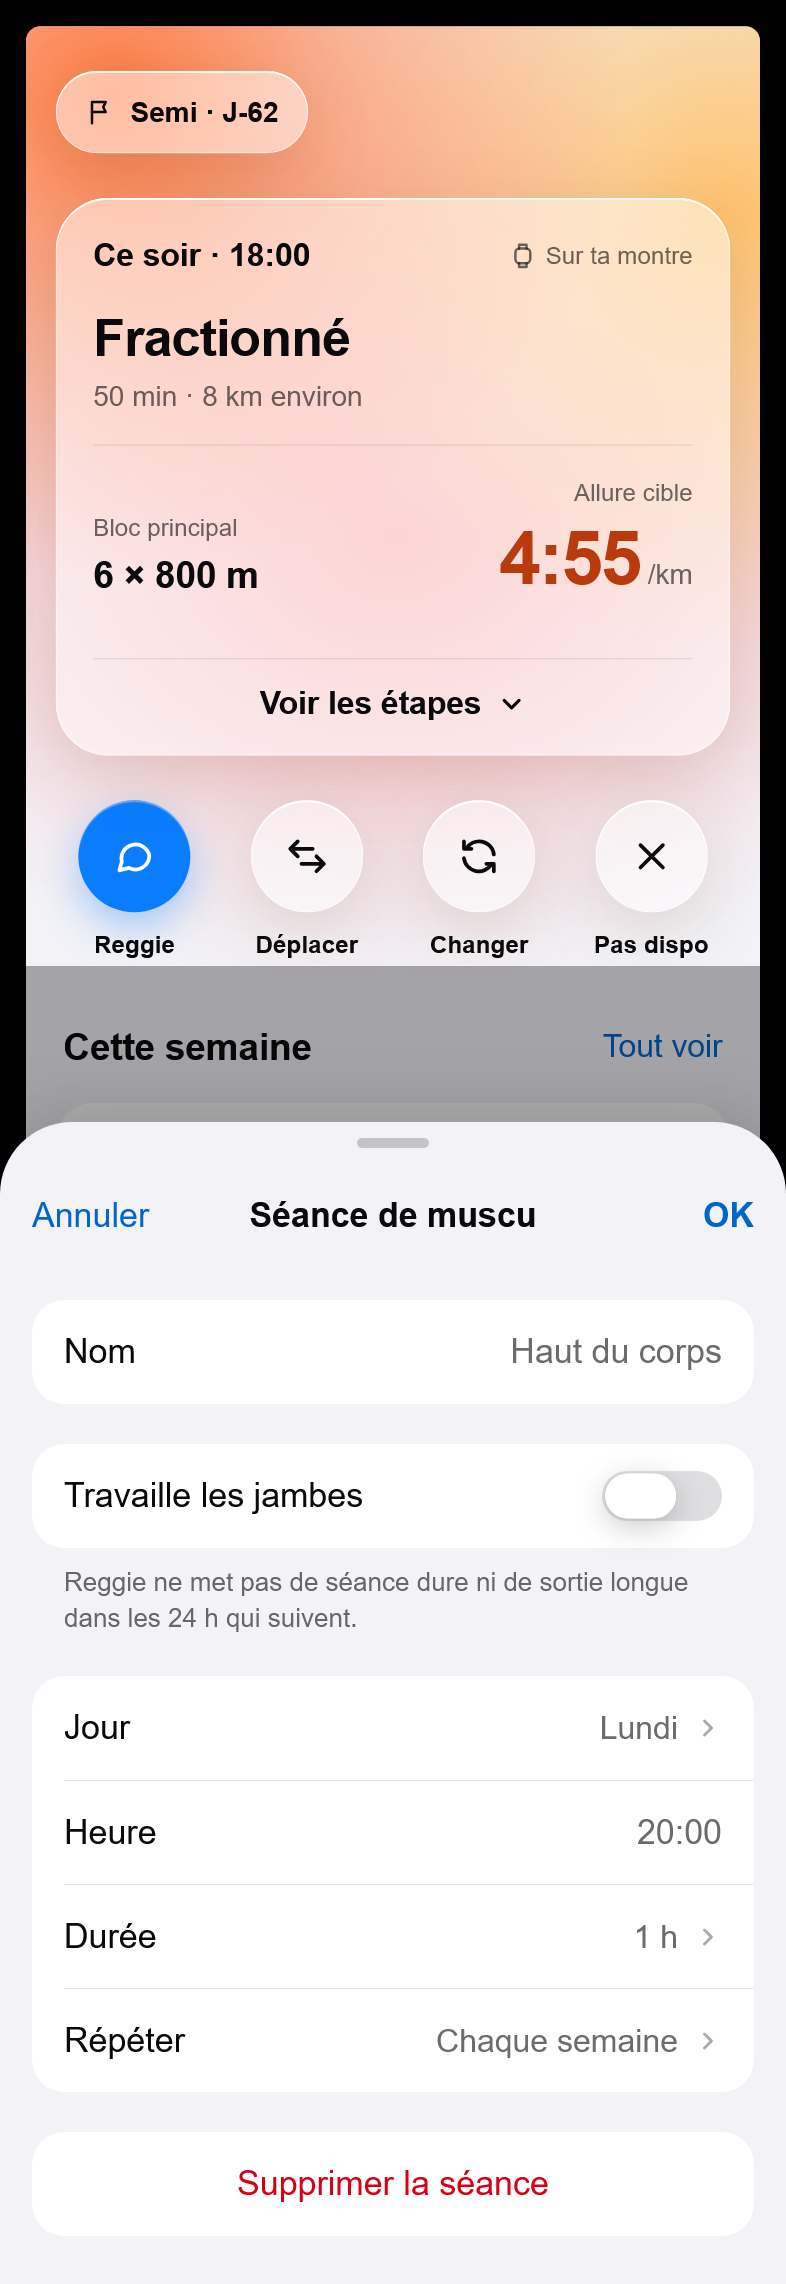 Semi · J-62
Ce soir · 18:00
Sur ta montre
Fractionné
50 min · 8 km environ
Allure cible
Bloc principal
4:55 /km
6 × 800 m
Voir les étapes
Reggie
Déplacer
Changer
Pas dispo
Cette semaine
Tout voir
Annuler
Séance de muscu
OK
Nom
Haut du corps
Travaille les jambes
Reggie ne met pas de séance dure ni de sortie longue
dans les 24 h qui suivent.
Jour
Lundi
Heure
20:00
Durée
1 h
Répéter
Chaque semaine
Supprimer la séance